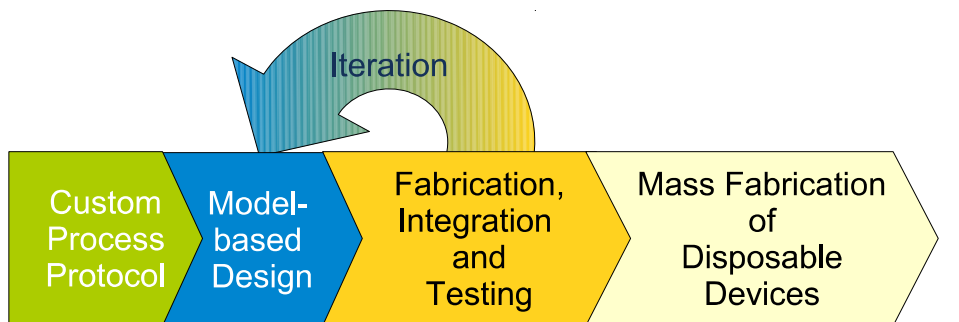 Iteration
Custom
Process
Protocol
Model-
based
Design
Fabrication,
Integration
and
Testing
Mass Fabrication
of
Disposable
Devices